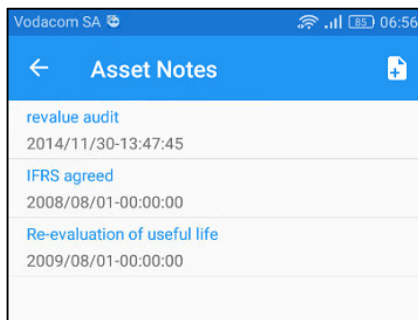 Vodacom SA 85 06:56
Asset Notes
revalue audit
2014/11/30-13:47:45
IFRS agreed
2008/08/01-00:00:00
Re-evaluation of useful life
2009/08/01-00:00:00